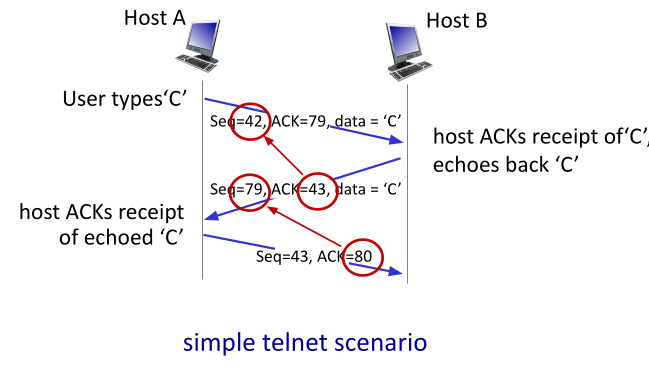 Host A
Host B
User types‘C’
Seq=42, ACK=79, data = ‘C’
host ACKs receipt of‘C’,
echoes back ‘C’
Seq=79, ACK=43, data = ‘C’
host ACKs receipt
of echoed ‘C’
Seq=43, ACK=80
simple telnet scenario